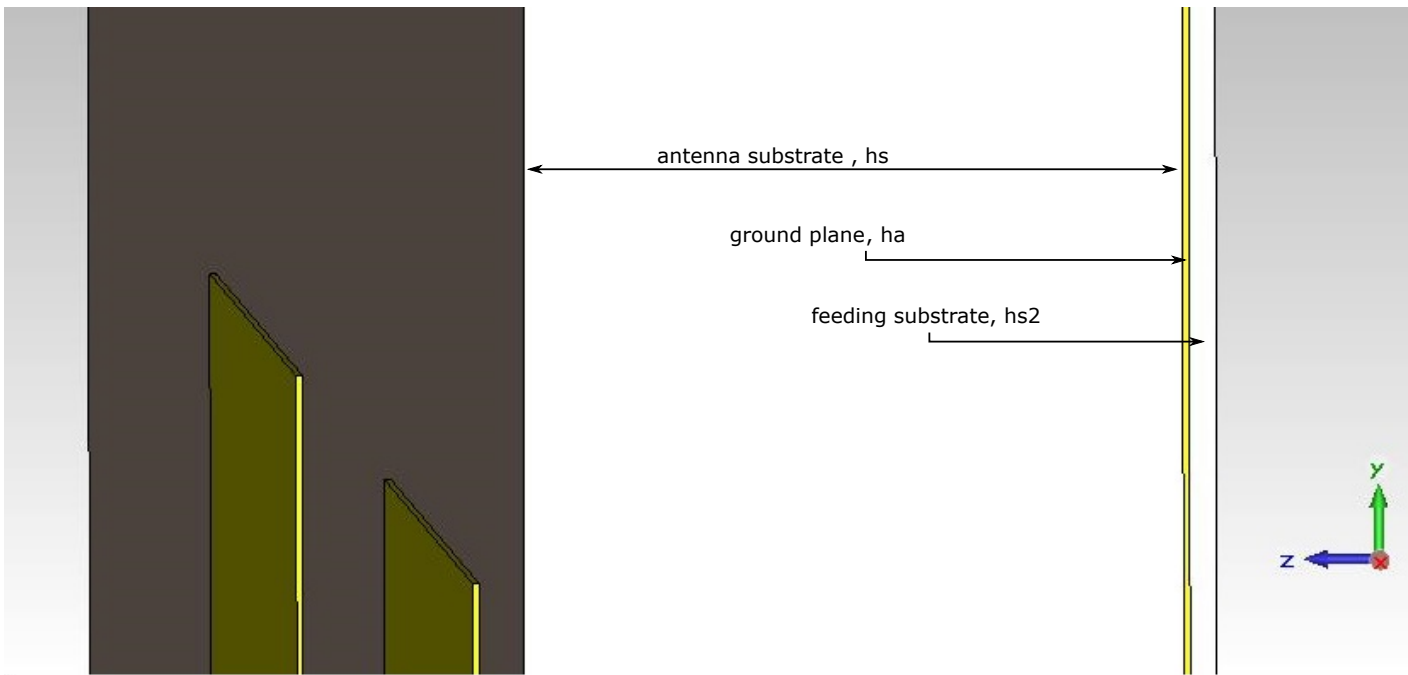 antenna substrate , hs
ground plane, ha
feeding substrate, hs2
y
z
x